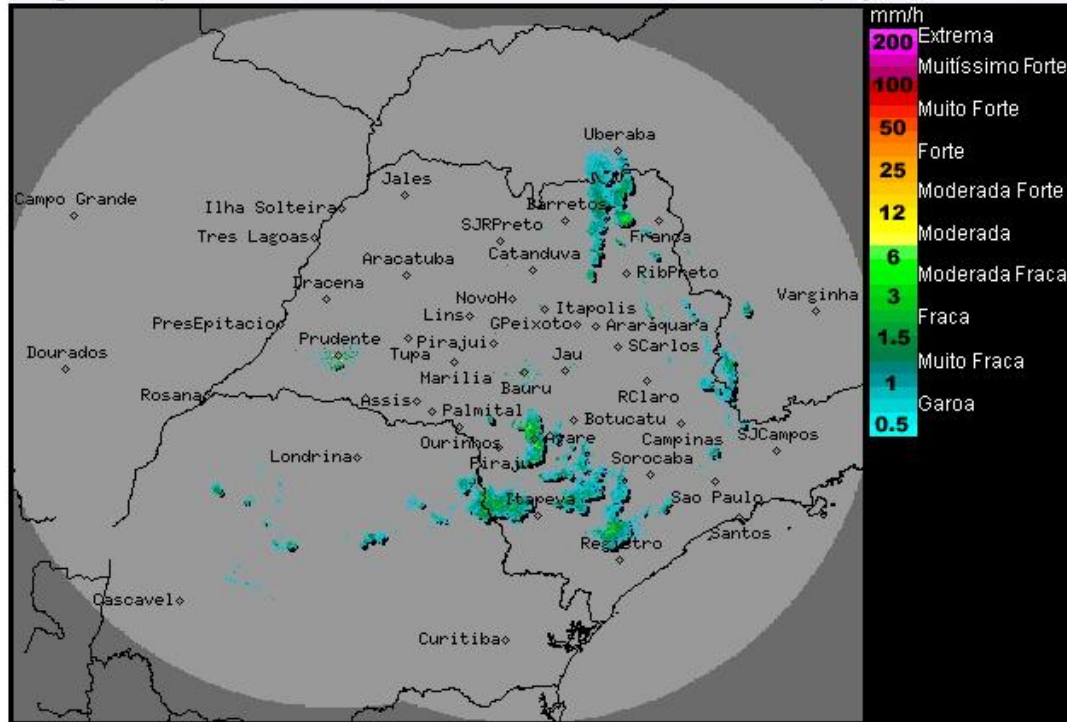 mm/h
200 Extrema
Muitíssimo Forte
100
Muito Forte
50
Forte
25
Moderada Forte
12
Moderada
6
Moderada Fraca
3
Fraca
1.5
Muito Fraca
1
Garoa
0.5
Uberaba
Campo Grande
Jales
Ilha Solteira
Barretos
Tres Lagoas
SJRPreto
Franca
Aracatuba
Catanduva
RibPreto
Dracena
NovoH
Itapolis
Varginha
PresEpitacio
Lins
GPeixoto
Araraquara
Prudente
Pirajui
SCarlos
Dourados
Tupa
Jau
Marilia
Bauru
Rosana
Assis
RClaro
Palmital
Botucatu
Ourinhos
Avare
Campinas
SJCampos
Londrina
Piraju
Sorocaba
Itapeva
Sao Paulo
Santos
Registro
Cascavel
Curitiba